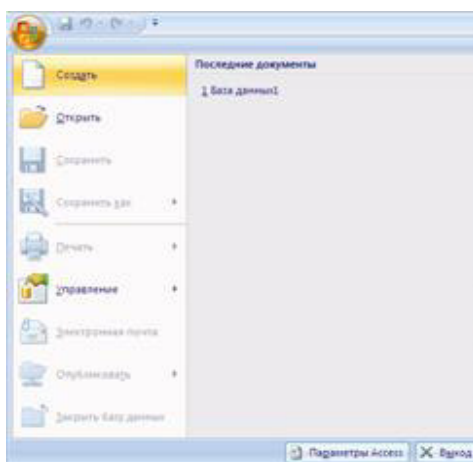 Создать
Открыть
Сохранить
Сохранить как
Печать
Управление
Электронная почта
Опубликовать
Закрыть базу данных
Последние документы
1 База данных1
Параметры Access
Выход